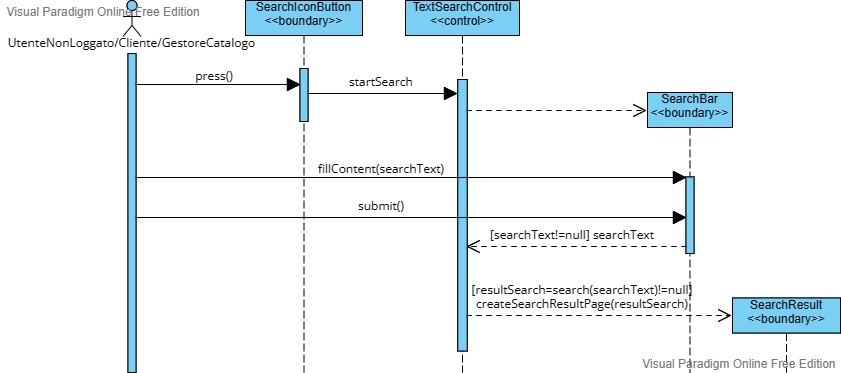 Visual Paradigm Online Free Edition
SearchIconButton
<<boundary>>
TextSearchControl
<<control>>
UtenteNonLoggato/Cliente/GestoreCatalogo
press()
startSearch
SearchBar
<<boundary>>
fillContent(searchText)
submit()
[searchText!=null] searchText
[resultSearch=search(searchText)!=null]
createSearchResultPage(resultSearch)
SearchResult
<<boundary>>
Visual Paradigm Online Free Edition